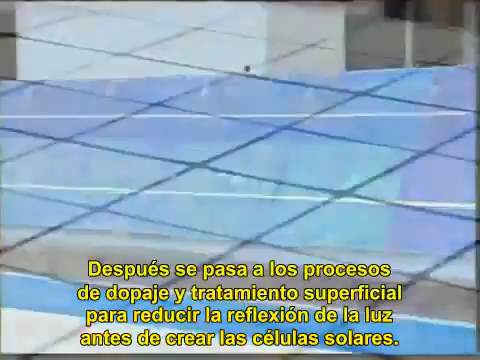 Después se pasa a los procesos
de dopaje y tratamiento superficial
para reducir la reflexión de la luz
antes de crear las células solares.